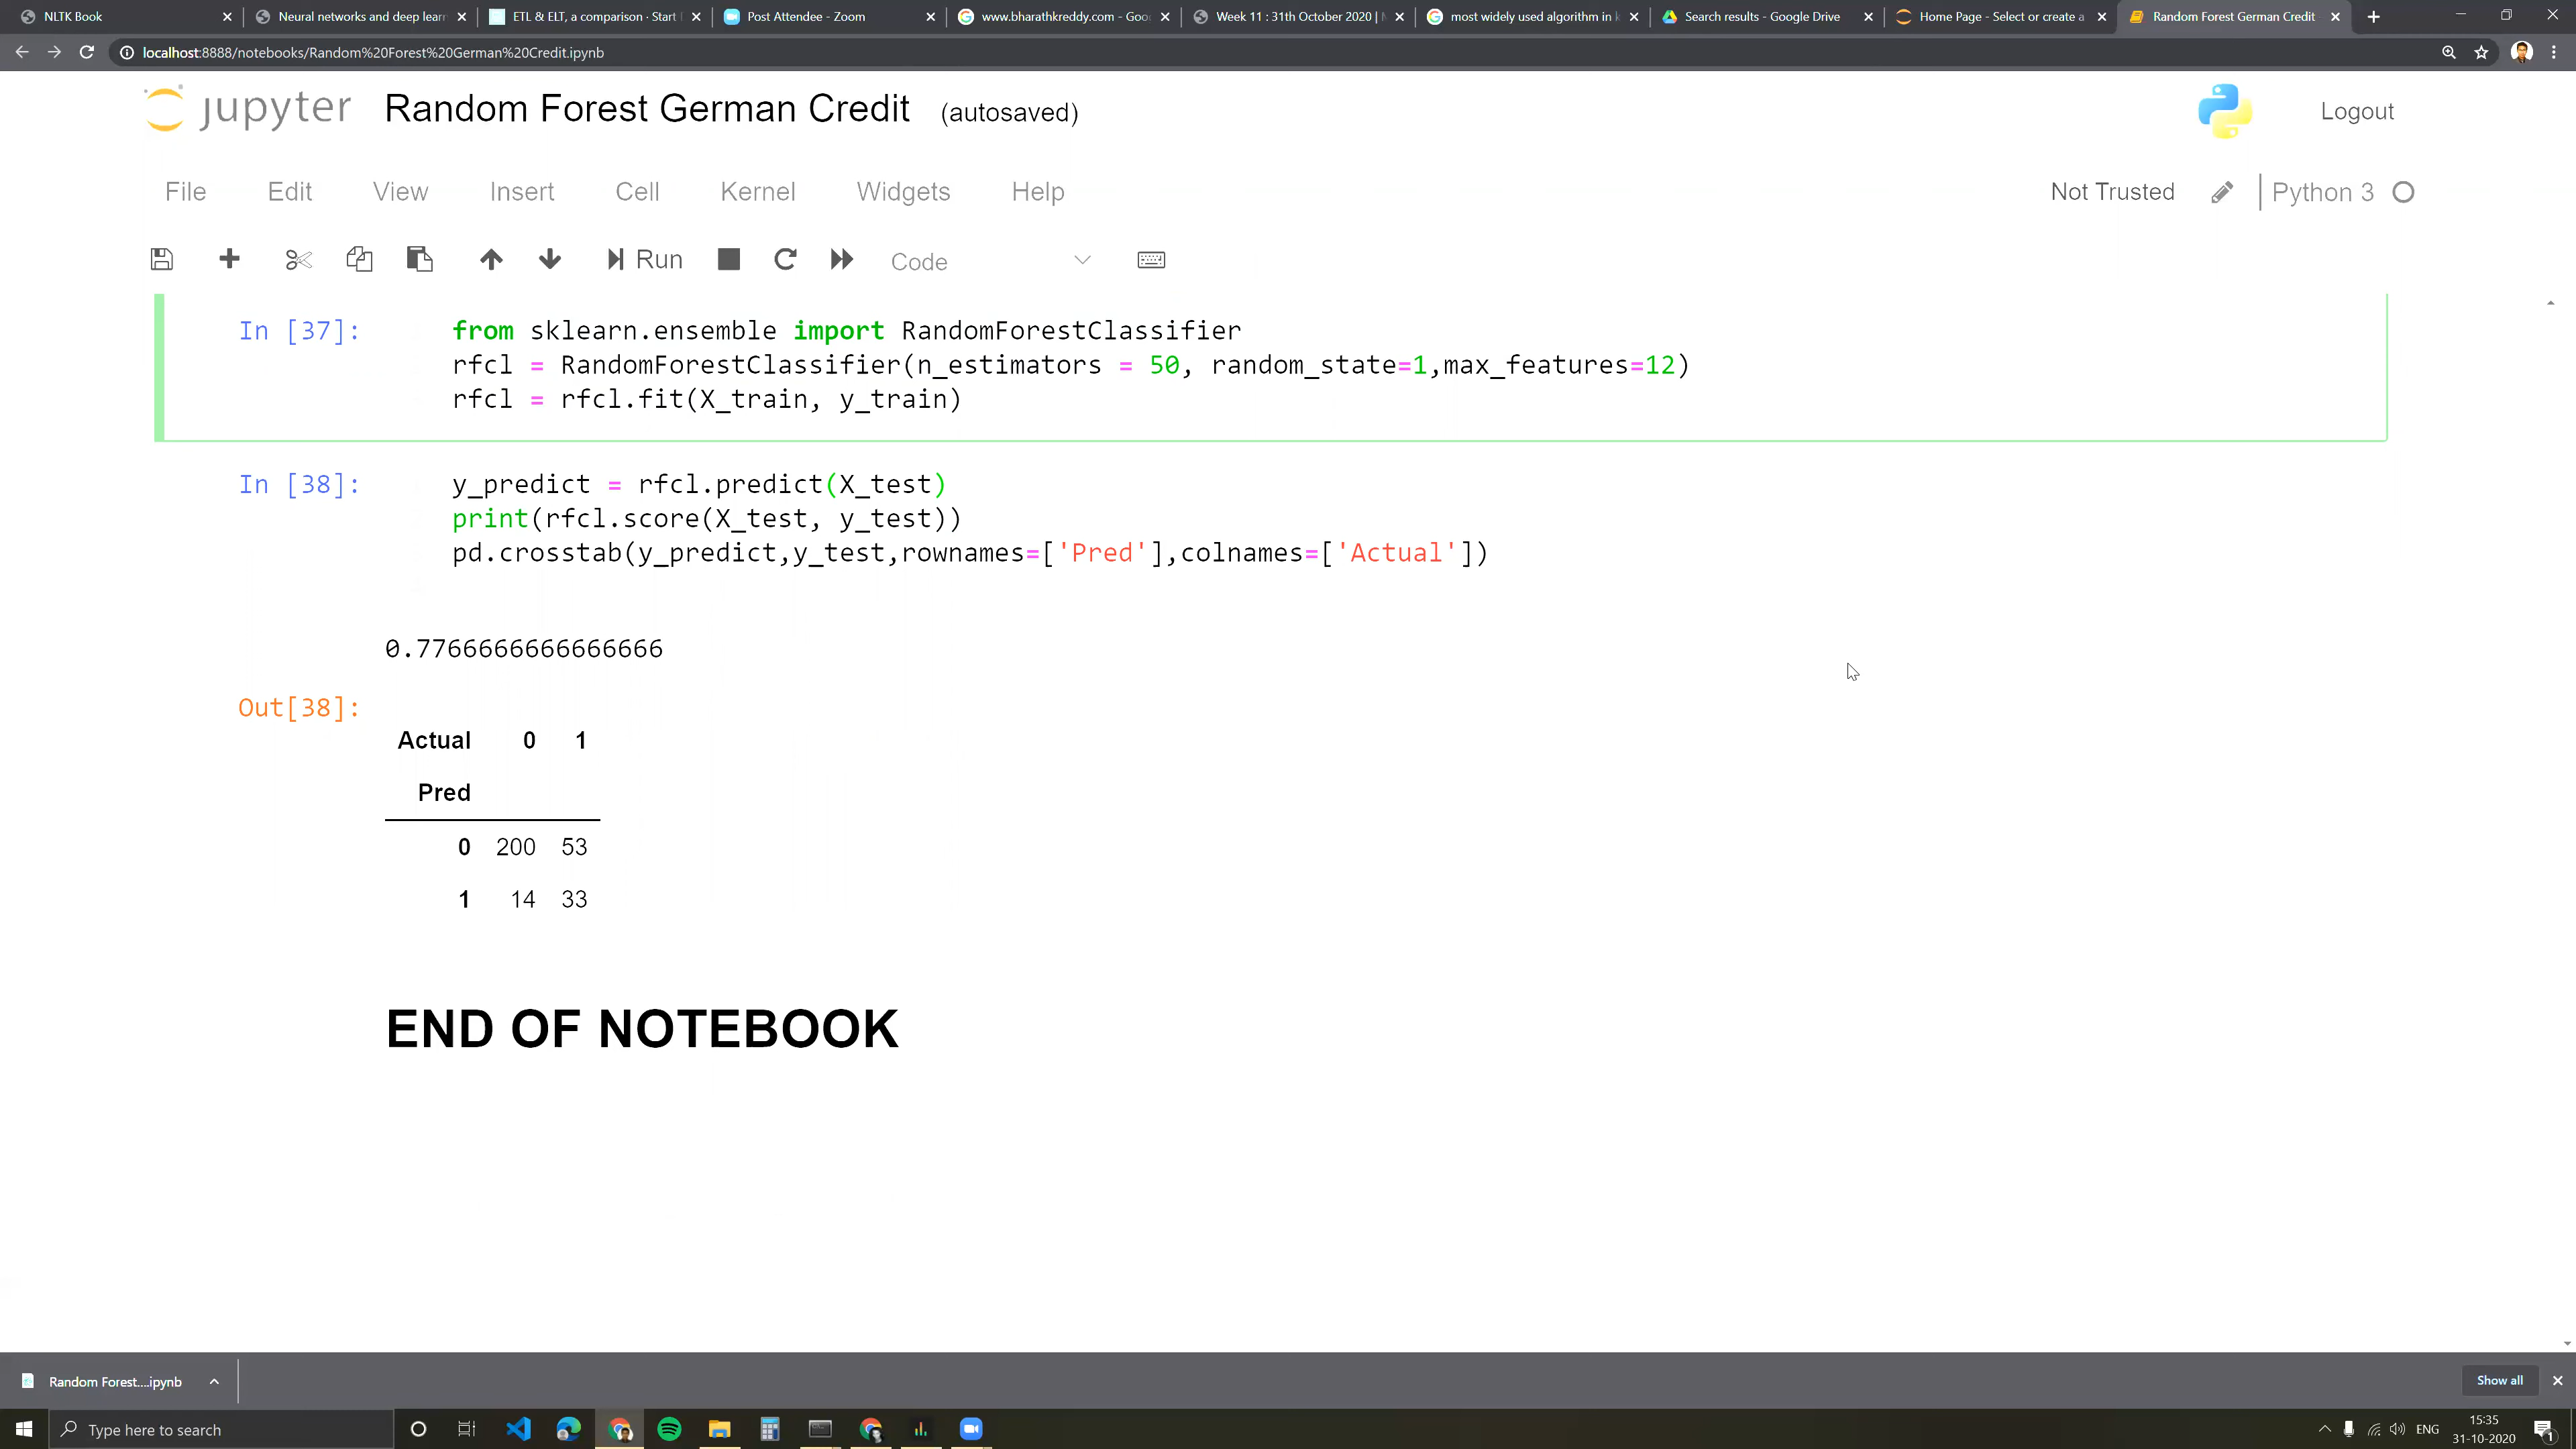 NLTK Book
Neural networks and deep learn
ETL & ELT, a comparison · Start
Post Attendee - Zoom
www.bharathkreddy.com - Goo
Week 11 : 31th October 2020 |
most widely used algorithm in k
Search results - Google Drive
Home Page - Select or create a
Random Forest German Credit
localhost:8888/notebooks/Random%20Forest%20German%20Credit.ipynb
jupyter Random Forest German Credit (autosaved)
Logout
File Edit View Insert Cell Kernel Widgets Help
Not Trusted
Python 3
Run
Code
In [37]: from sklearn.ensemble import RandomForestClassifier
rfcl = RandomForestClassifier(n_estimators = 50, random_state=1,max_features=12)
rfcl = rfcl.fit(X_train, y_train)
In [38]: y_predict = rfcl.predict(X_test)
print(rfcl.score(X_test, y_test))
pd.crosstab(y_predict,y_test,rownames=['Pred'],colnames=['Actual'])
0.7766666666666666
Out[38]:
Actual 0 1
Pred
0 200 53
1 14 33
END OF NOTEBOOK
Random Forest....ipynb
Show all
Type here to search
ENG
15:35
31-10-2020
1